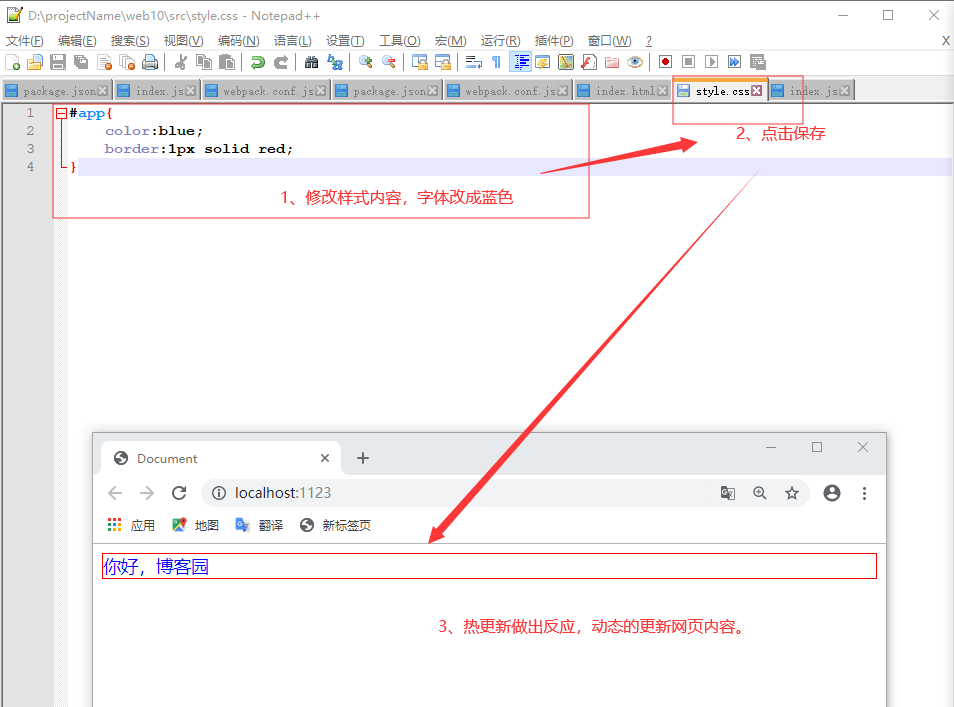 D:\projectName\web10\src\style.css - Notepad++
文件(F) 编辑(E) 搜索(S) 视图(V) 编码(N) 语言(L) 设置(T) 工具(O) 宏(M) 运行(R) 插件(P) 窗口(W) ? X
package.json index.js webpack.conf.js package.json webpack.conf.js index.html style.css index.js
1 #app{
2 color:blue;
3 border:1px solid red;
4 }
2、点击保存
1、修改样式内容，字体改成蓝色
Document
localhost:1123
应用 地图 翻译 新标签页
你好，博客园
3、热更新做出反应，动态的更新网页内容。